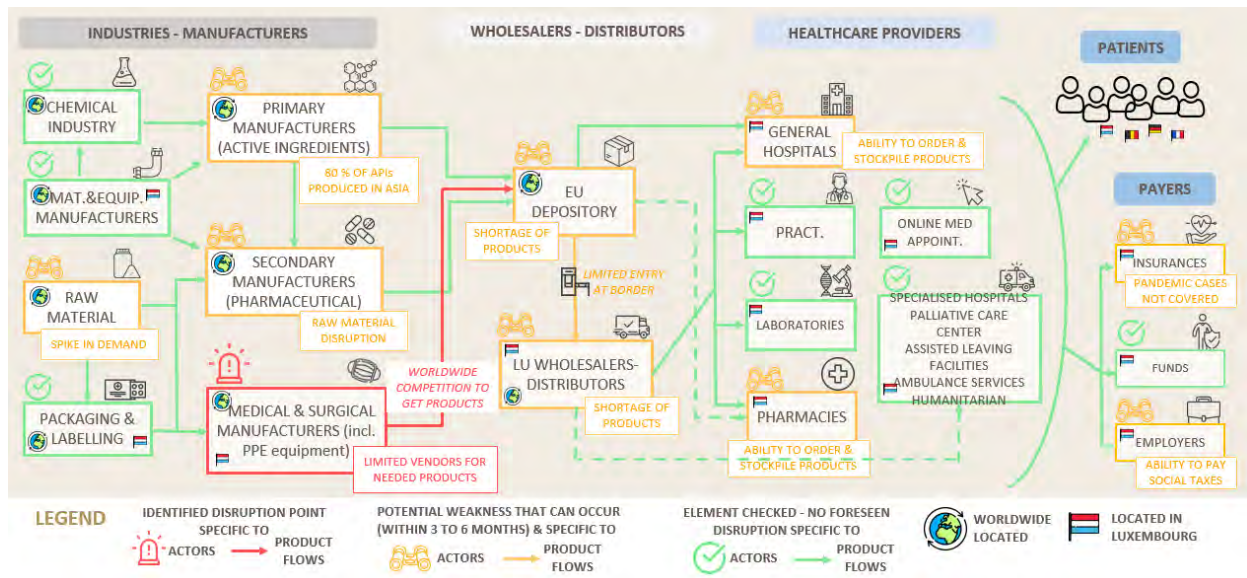 INDUSTRIES - MANUFACTURERS
WHOLESALERS - DISTRIBUTORS
HEALTHCARE PROVIDERS
PATIENTS
CHEMICAL
INDUSTRY
PRIMARY
MANUFACTURERS
(ACTIVE INGREDIENTS)
60 % OF APIs
PRODUCED IN ASIA
MAT.&EQUIP.
MANUFACTURERS
SECONDARY
MANUFACTURERS
(PHARMACEUTICAL)
RAW MATERIAL
DISRUPTION
RAW
MATERIAL
SPIKE IN DEMAND
PACKAGING &
LABELLING
MEDICAL & SURGICAL
MANUFACTURERS (incl.
PPE equipment)
LIMITED VENDORS FOR
NEEDED PRODUCTS
WORLDWIDE
COMPETITION TO
GET PRODUCTS
EU
DEPOSITORY
SHORTAGE OF
PRODUCTS
LIMITED ENTRY
AT BORDER
LU WHOLESALERS-
DISTRIBUTORS
SHORTAGE OF
PRODUCTS
GENERAL
HOSPITALS
ABILITY TO ORDER &
STOCKPILE PRODUCTS
PRACT.
ONLINE MED
APPOINT.
LABORATORIES
SPECIALISED HOSPITALS
PALLIATIVE CARE
CENTER
ASSISTED LEAVING
FACILITIES
AMBULANCE SERVICES
HUMANITARIAN
PHARMACIES
ABILITY TO ORDER &
STOCKPILE PRODUCTS
PAYERS
INSURANCES
PANDEMIC CASES
NOT COVERED
FUNDS
EMPLOYERS
ABILITY TO PAY
SOCIAL TAXES
LEGEND
IDENTIFIED DISRUPTION POINT
SPECIFIC TO
ACTORS
PRODUCT
FLOWS
POTENTIAL WEAKNESS THAT CAN OCCUR
(WITHIN 3 TO 6 MONTHS) & SPECIFIC TO
ACTORS
PRODUCT
FLOWS
ELEMENT CHECKED - NO FORESEEN
DISRUPTION SPECIFIC TO
ACTORS
PRODUCT
FLOWS
WORLDWIDE
LOCATED
LOCATED IN
LUXEMBOURG